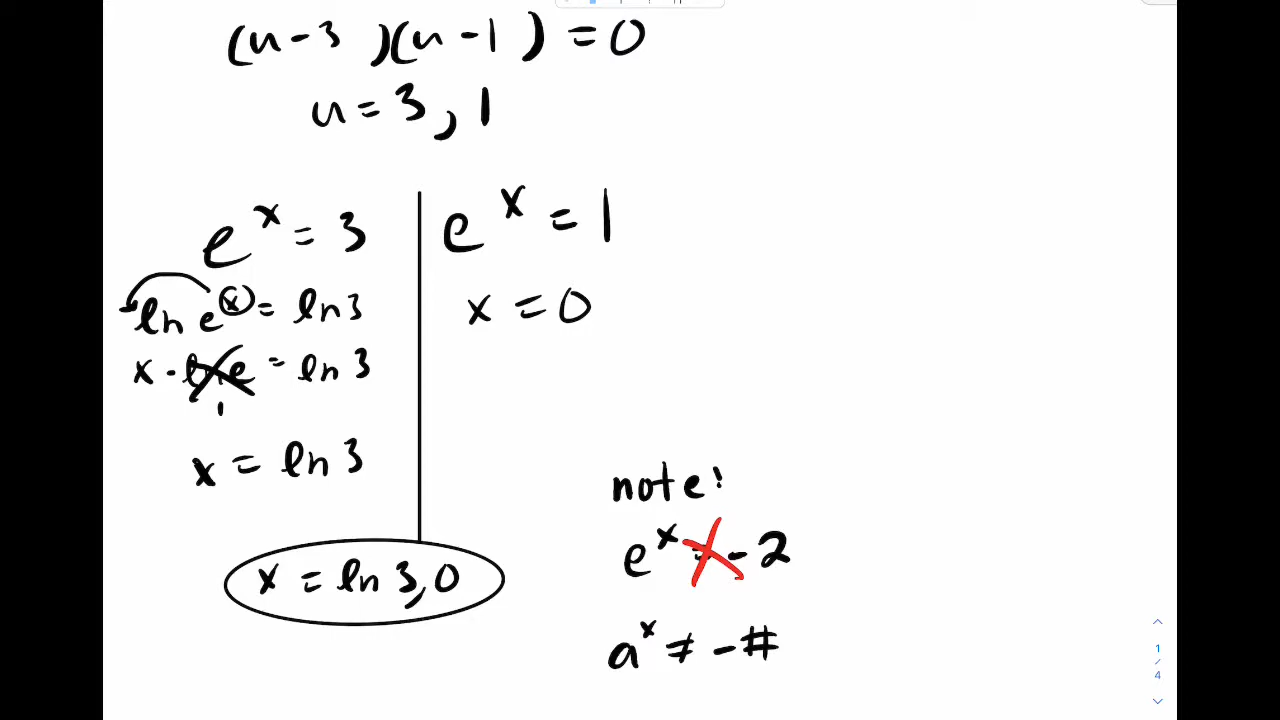 (u-3)(u-1) = 0
u = 3, 1
e^x = 3
ln e^x = ln 3
x · ln e = ln 3
1
x = ln 3
e^x = 1
x = 0
x = ln 3, 0
note!
e^x = -2
a^x ≠ -#
1
/
4